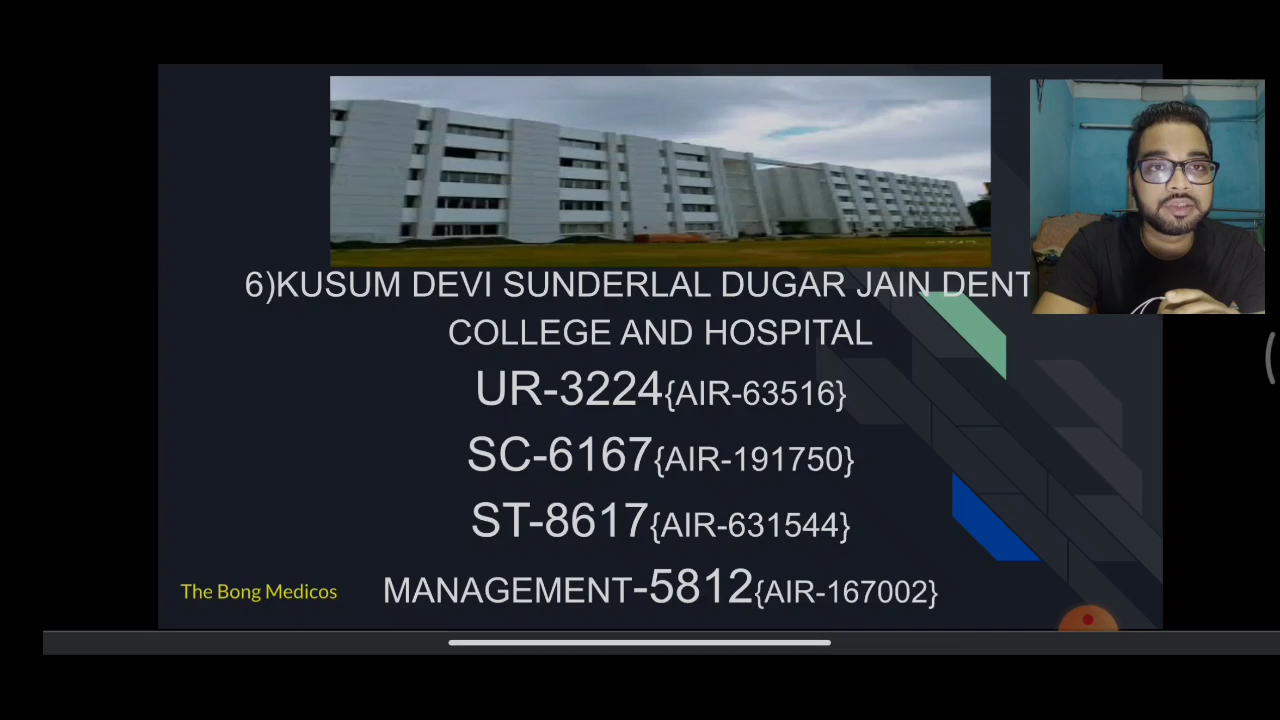 6)KUSUM DEVI SUNDERLAL DUGAR JAIN DENT
COLLEGE AND HOSPITAL
UR-3224{AIR-63516}
SC-6167{AIR-191750}
ST-8617{AIR-631544}
MANAGEMENT-5812{AIR-167002}
The Bong Medicos